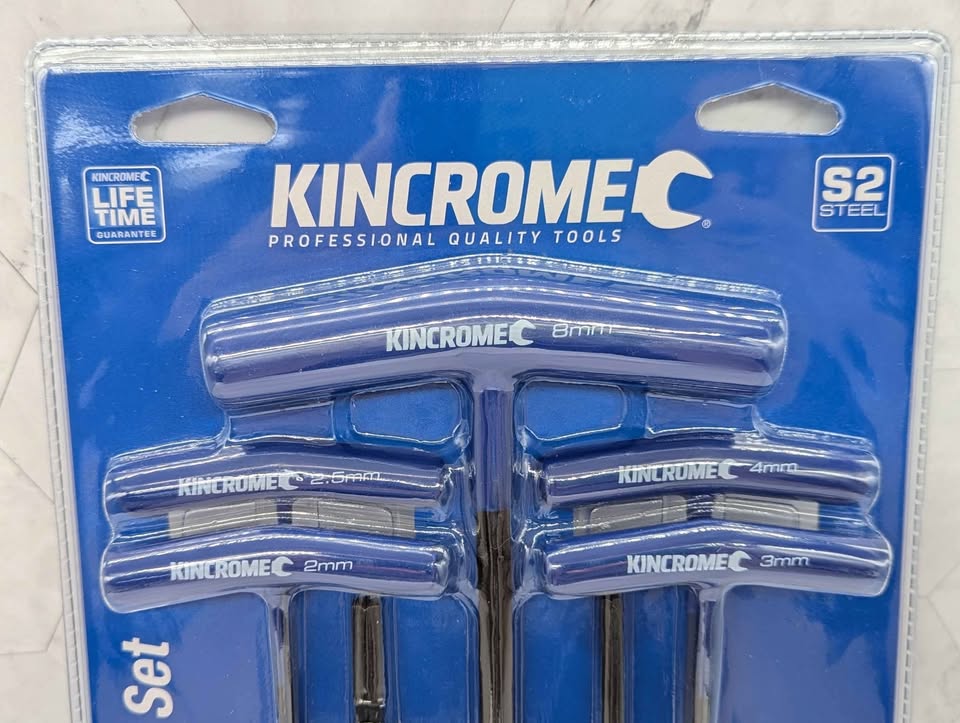 KINCROME
LIFE
TIME
GUARANTEE
KINCROME
®
PROFESSIONAL QUALITY TOOLS
S2
STEEL
KINCROME 8mm
KINCROME 2.5mm
KINCROME 4mm
KINCROME 2mm
KINCROME 3mm
Set